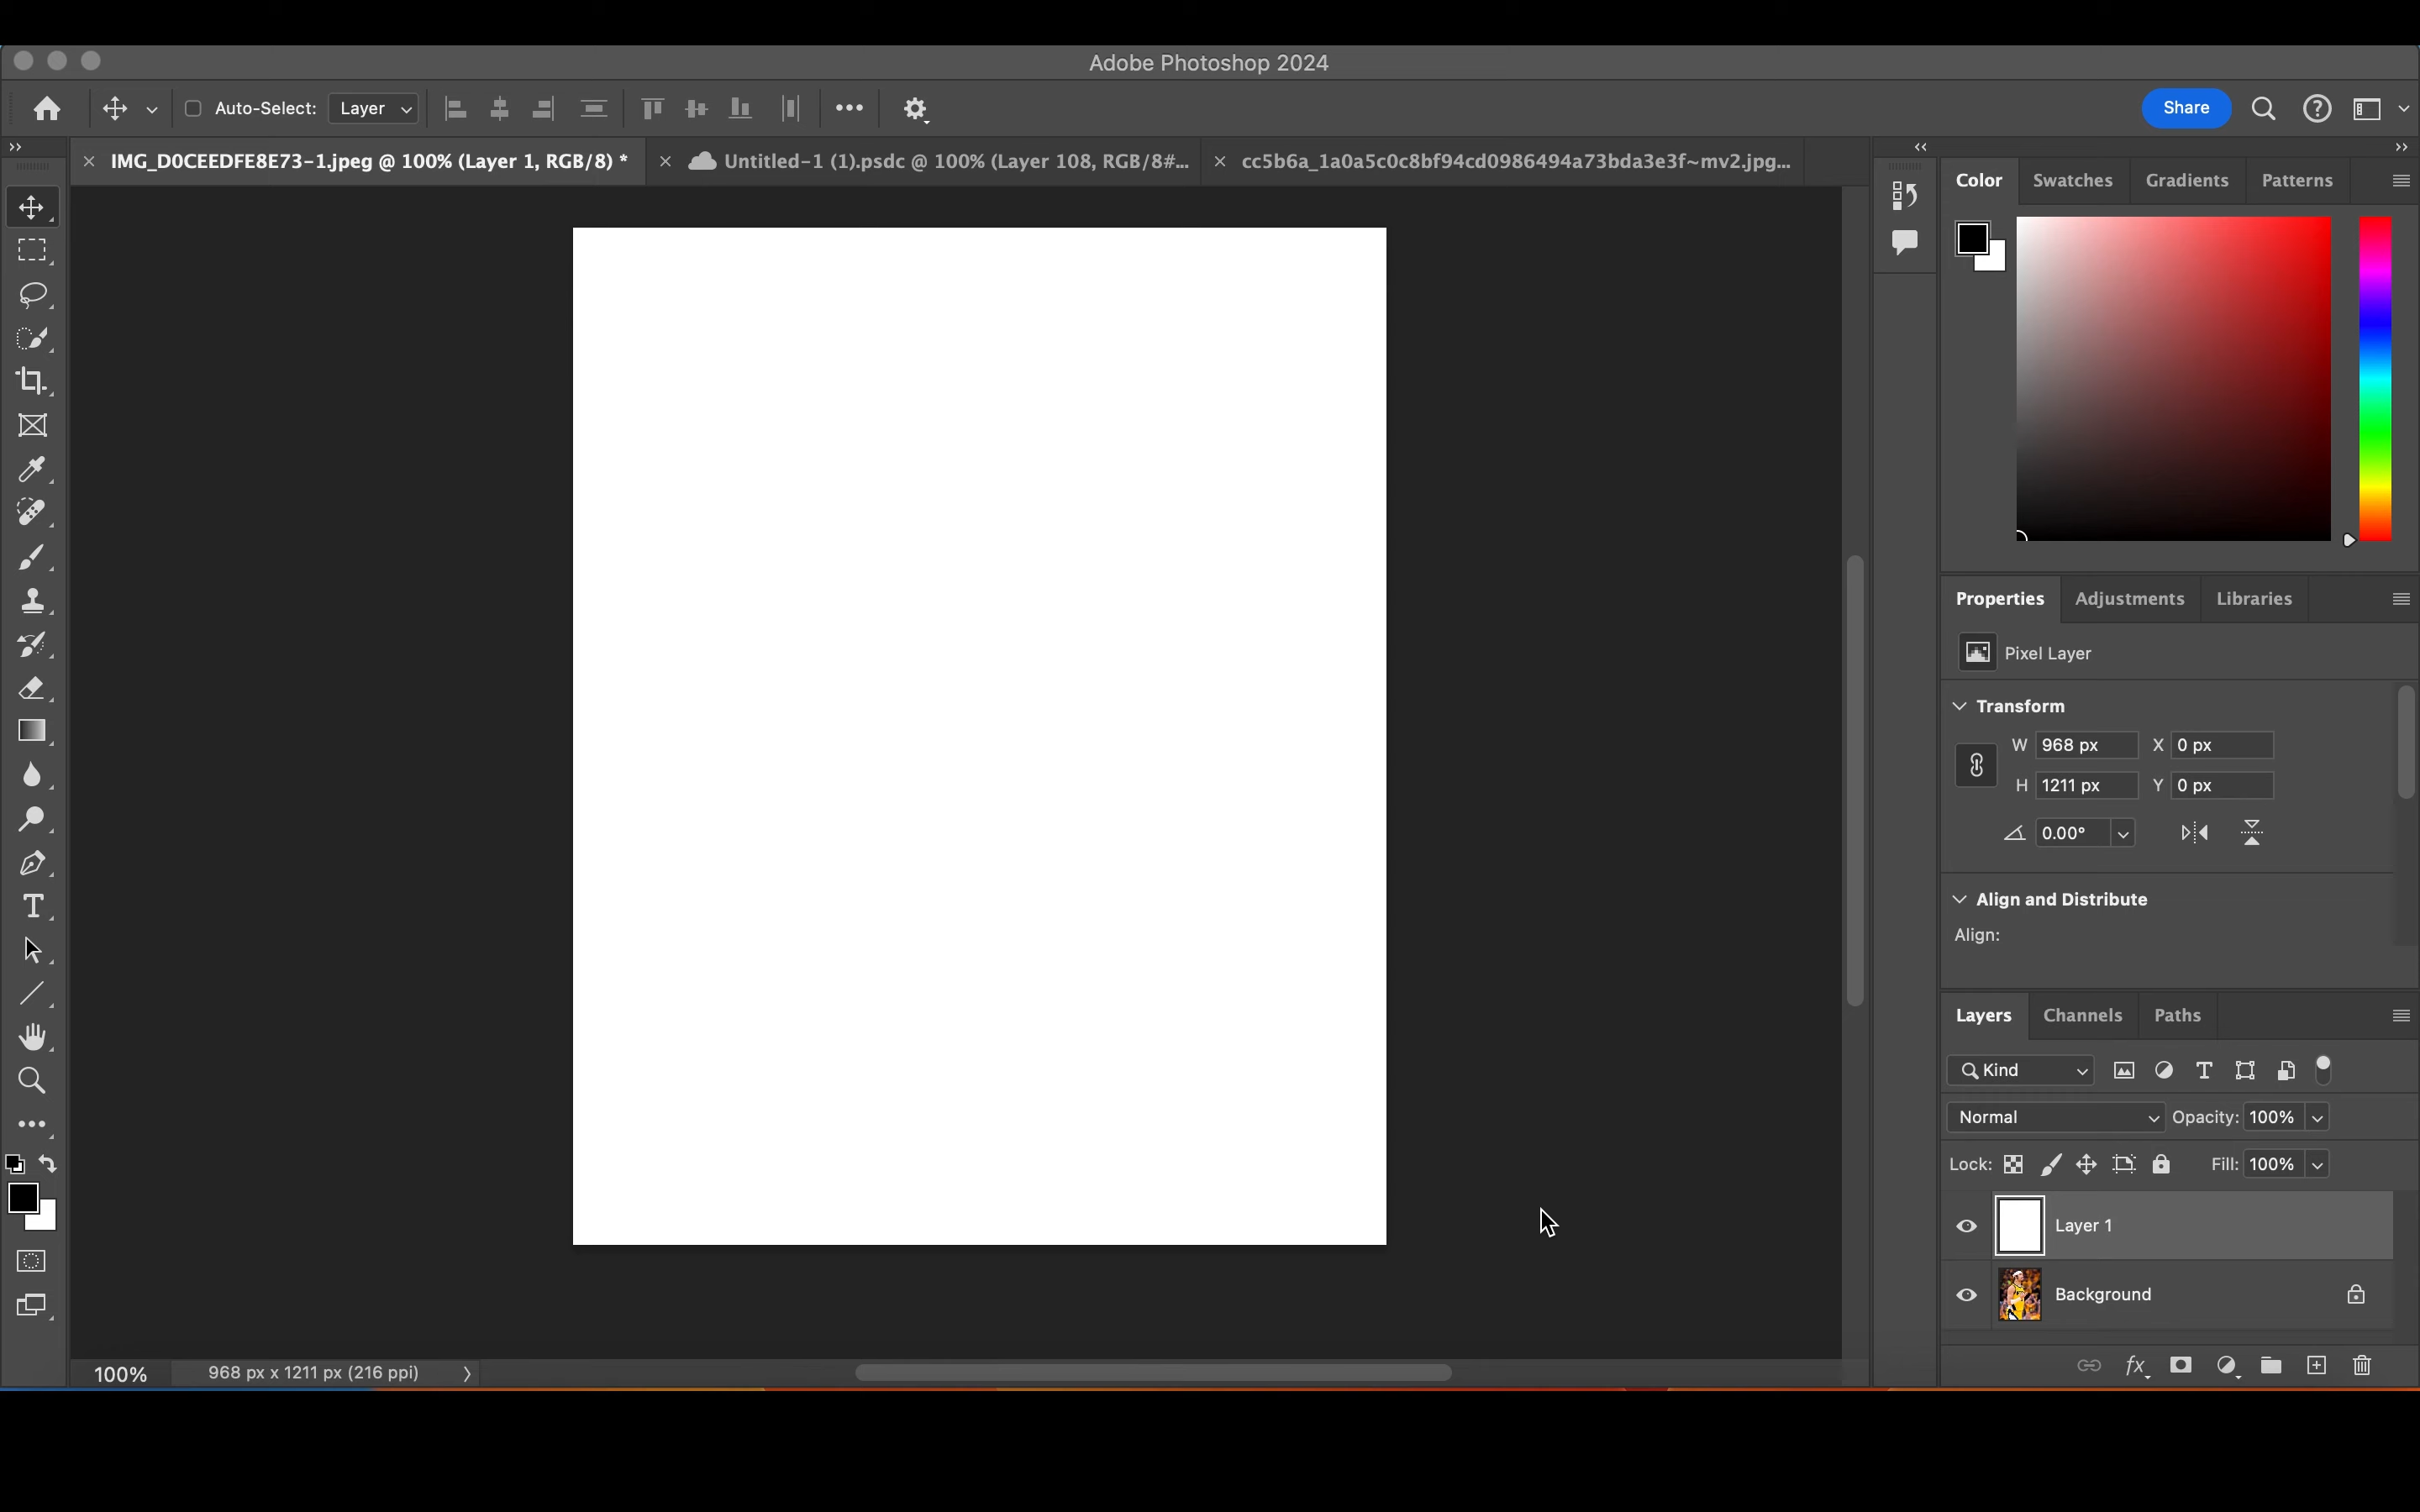 Adobe Photoshop 2024
Auto-Select: Layer
Share
IMG_D0CEEDFE8E73-1.jpeg @ 100% (Layer 1, RGB/8) *
Untitled-1 (1).psdc @ 100% (Layer 108, RGB/8#...
cc5b6a_1a0a5c0c8bf94cd0986494a73bda3e3f~mv2.jpg...
Color Swatches Gradients Patterns
Properties Adjustments Libraries
Pixel Layer
Transform
W 968 px X 0 px
H 1211 px Y 0 px
0.00°
Align and Distribute
Align:
Layers Channels Paths
Kind
Normal Opacity: 100%
Lock: Fill: 100%
Layer 1
Background
fx
100% 968 px x 1211 px (216 ppi)